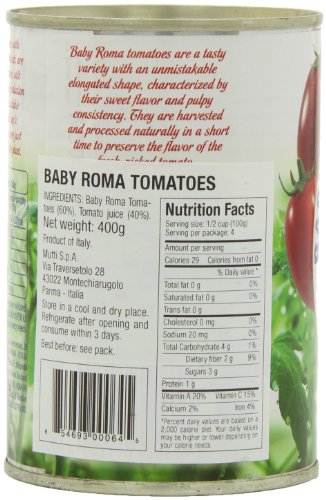 Baby Roma tomatoes are a tasty
variety with an unmistakable
elongated shape, characterized by
their sweet flavor and pulpy
consistency. They are harvested
and processed naturally in a short
time to preserve the flavor of the
fresh-picked tomato
BABY ROMA TOMATOES
INGREDIENTS: Baby Roma Toma-
toes (60%), Tomato juice (40%).
Net weight: 400g
Product of Italy.
Mutti S.p.A.
Via Traversetolo 28
43022 Montechiarugolo
Parma - Italia
Store in a cool and dry place.
Refrigerate after opening and
consume within 3 days.
Best before: see pack.
8 54693 00064 5
Nutrition Facts
Serving size: 1/2 cup (100g)
Serving per package: 4
Amount per serving
Calories 29 Calories from fat 0
% Daily value*
Total fat 0 g 0%
Saturated fat 0 g 0%
Trans fat 0 g
Cholesterol 0 mg 0%
Sodium 20 mg 0%
Total Carbohydrate 4 g 1%
Dietary fiber 2 g 9%
Sugars 3 g
Protein 1 g
Vitamin A 20% Vitamin C 15%
Calcium 2% Iron 4%
*Percent daily values are based on a
2,000 calorie diet. Your daily values
may be higher or lower depending on
your calorie needs.